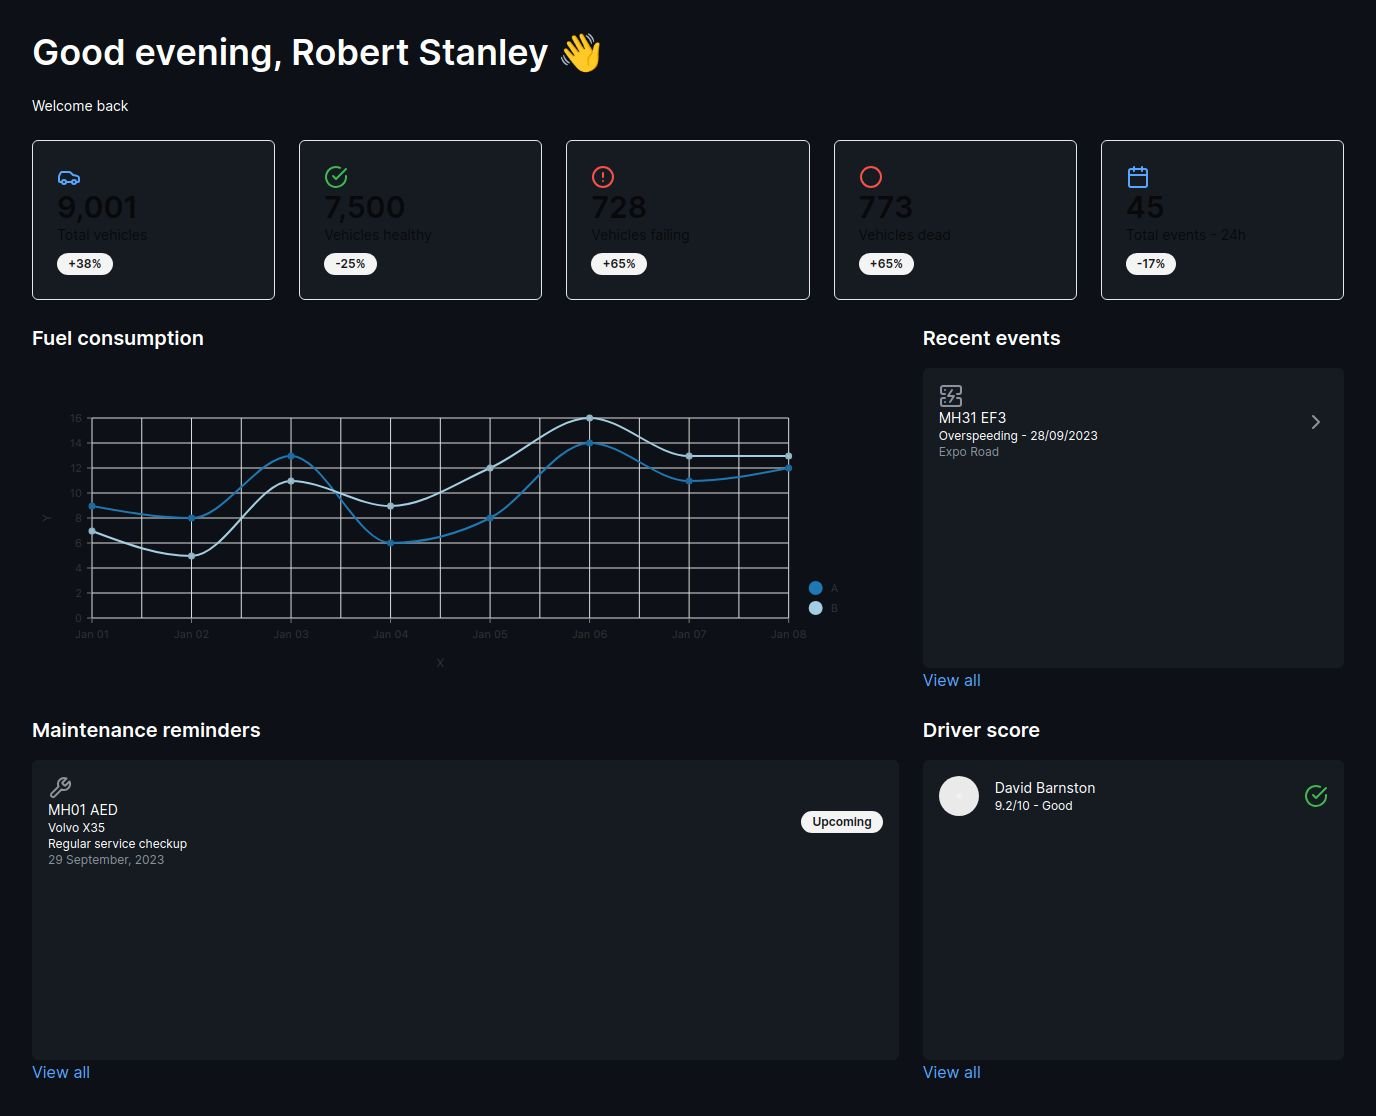 Good evening, Robert Stanley 👋
Welcome back
9,001
Total vehicles
+38%
7,500
Vehicles healthy
-25%
728
Vehicles failing
+65%
773
Vehicles dead
+65%
45
Total events - 24h
-17%
Fuel consumption
16
14
12
10
8
6
4
2
0
Y
Jan 01
Jan 02
Jan 03
Jan 04
Jan 05
Jan 06
Jan 07
Jan 08
X
A
B
Recent events
MH31 EF3
Overspeeding - 28/09/2023
Expo Road
View all
Maintenance reminders
MH01 AED
Volvo X35
Regular service checkup
29 September, 2023
Upcoming
View all
Driver score
David Barnston
9.2/10 - Good
View all